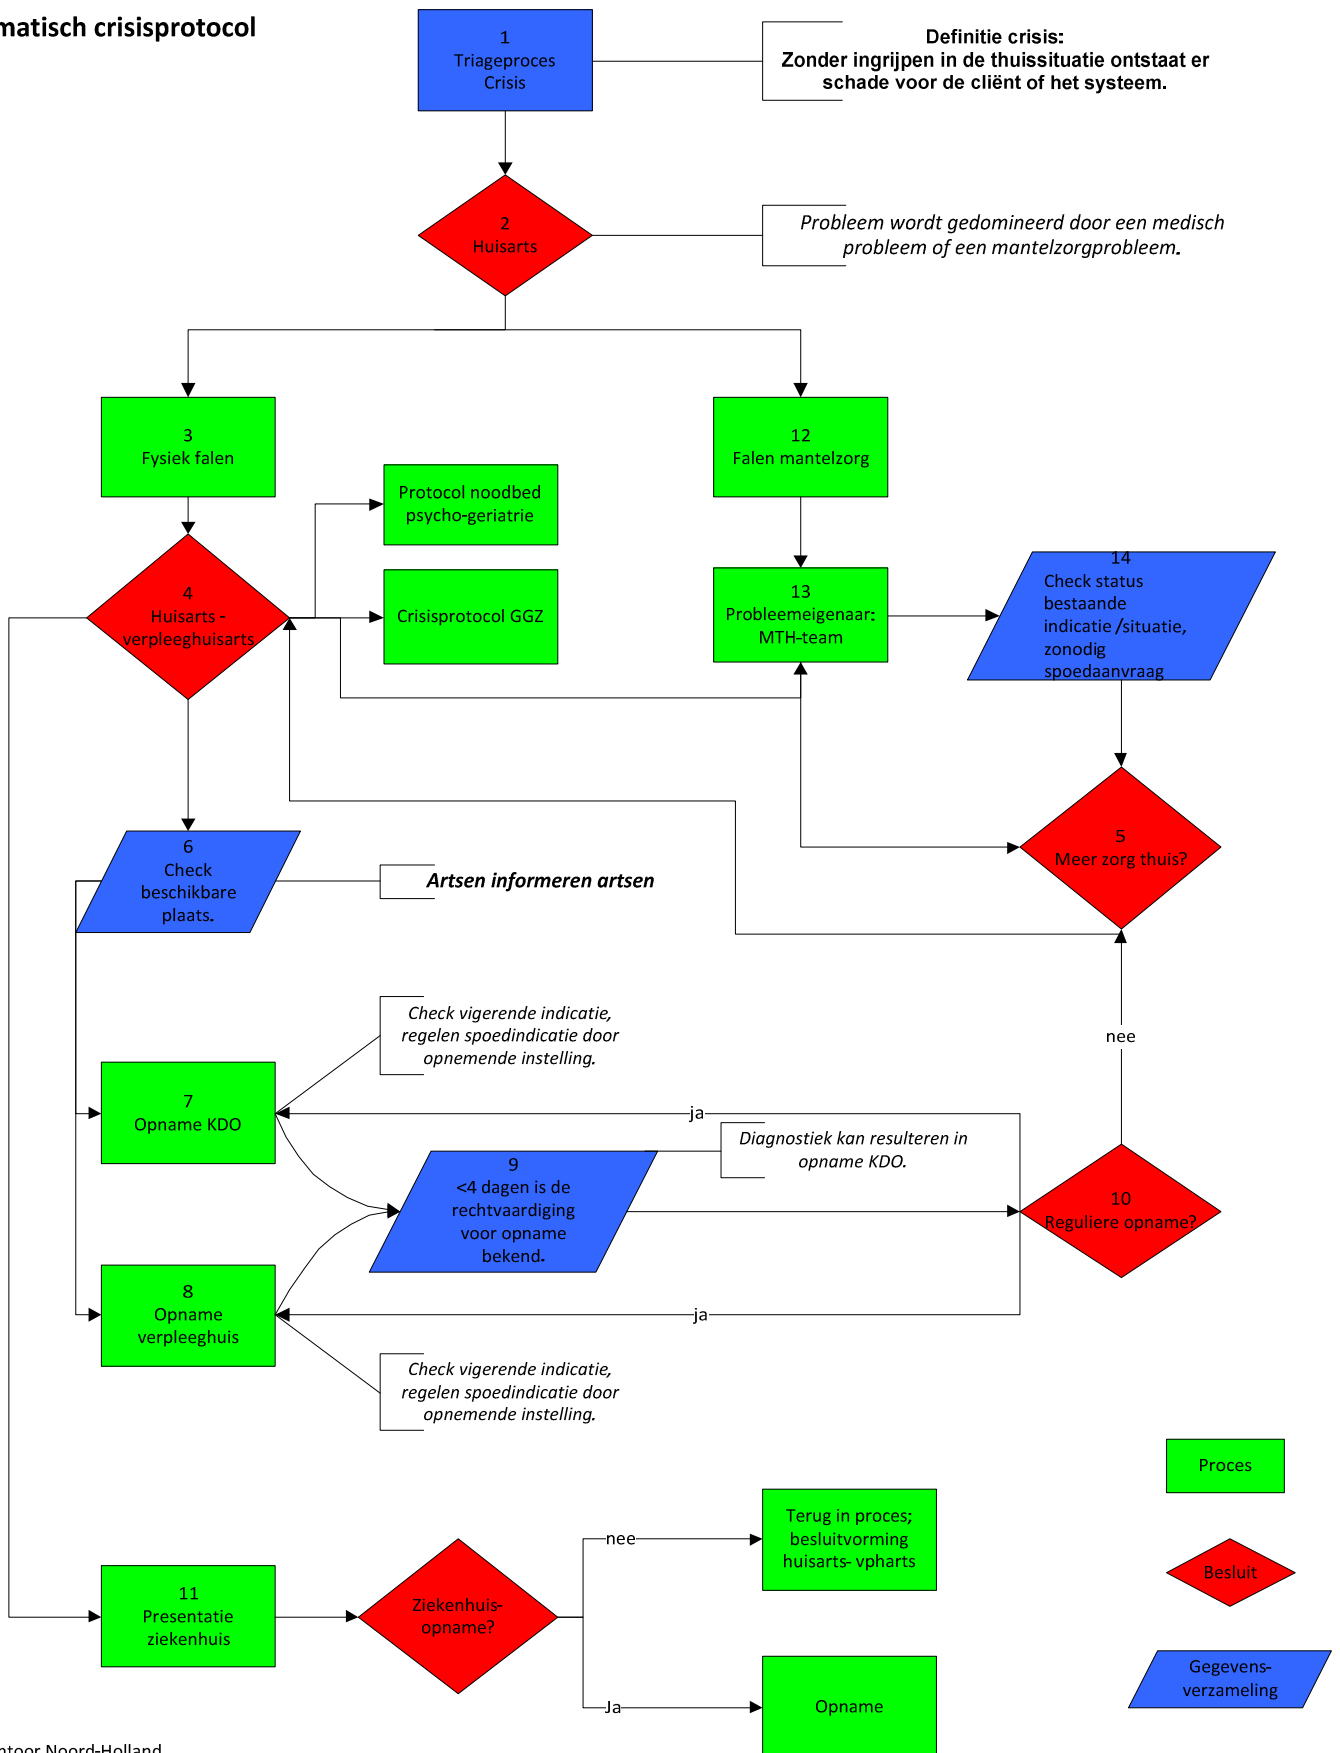 matisch crisisprotocol
1
Triageproces
Crisis
Definitie crisis:
Zonder ingrijpen in de thuissituatie ontstaat er
schade voor de cliënt of het systeem.
2
Huisarts
Probleem wordt gedomineerd door een medisch
probleem of een mantelzorgprobleem.
3
Fysiek falen
12
Falen mantelzorg
Protocol noodbed
psycho-geriatrie
4
Huisarts -
verpleeghuisarts
Crisisprotocol GGZ
13
Probleemeigenaar:
MTH-team
14
Check status
bestaande
indicatie /situatie,
zonodig
spoedaanvraag
5
Meer zorg thuis?
6
Check
beschikbare
plaats.
Artsen informeren artsen
Check vigerende indicatie,
regelen spoedindicatie door
opnemende instelling.
nee
7
Opname KDO
ja
Diagnostiek kan resulteren in
opname KDO.
9
<4 dagen is de
rechtvaardiging
voor opname
bekend.
10
Reguliere opname?
8
Opname
verpleeghuis
ja
Check vigerende indicatie,
regelen spoedindicatie door
opnemende instelling.
Proces
Terug in proces;
besluitvorming
huisarts- vpharts
nee
Besluit
11
Presentatie
ziekenhuis
Ziekenhuis-
opname?
Gegevens-
verzameling
Ja
Opname
ntoor Noord-Holland